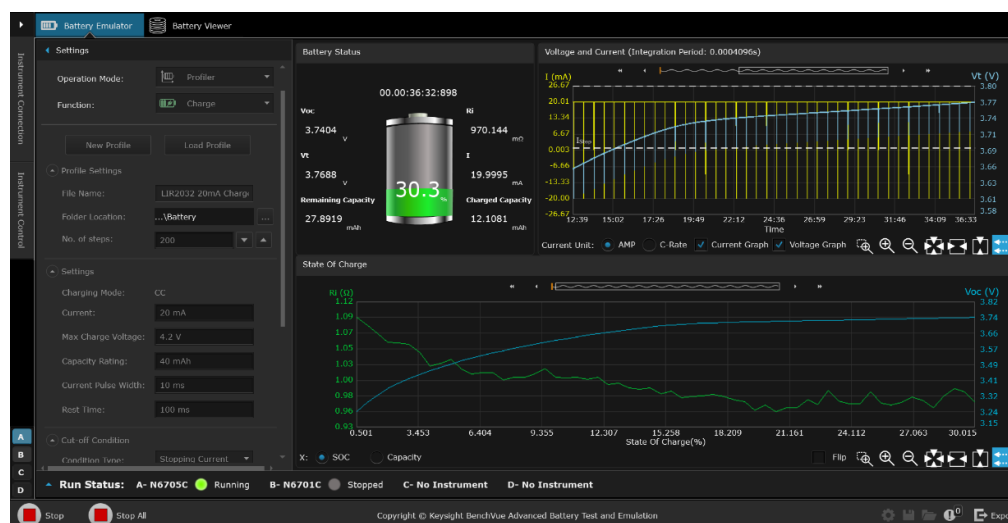 Battery Emulator
Battery Viewer
Instrument Connection
Instrument Control
A
B
C
D
Settings
Operation Mode: Profiler
Function: Charge
New Profile Load Profile
Profile Settings
File Name: LIR2032 20mA Charge
Folder Location: ...\Battery ...
No. of steps: 200
Settings
Charging Mode: CC
Current: 20 mA
Max Charge Voltage: 4.2 V
Capacity Rating: 40 mAh
Current Pulse Width: 10 ms
Rest Time: 100 ms
Cut-off Condition
Condition Type: Stopping Current
Battery Status
00.00:36:32:898
Voc Ri
3.7404 V 970.144 mΩ
Vt I
3.7688 V 19.9995 mA
30.3 %
Remaining Capacity Charged Capacity
27.8919 mAh 12.1081 mAh
Voltage and Current (Integration Period: 0.0004096s)
I (mA) Vt (V)
26.67 3.80
20.01 3.77
13.34 3.74
6.67 3.71
0.003 3.69
-6.66 3.66
-13.33 3.63
-20.00 3.61
-26.67 3.58
12:39 15:02 17:26 19:49 22:12 24:36 26:59 29:23 31:46 34:09 36:33
Time
Current Unit: AMP C-Rate Current Graph Voltage Graph
State Of Charge
Ri (Ω) Voc (V)
1.12 3.82
1.09 3.74
1.07 3.66
1.05 3.57
1.03 3.49
1.00 3.41
0.98 3.32
0.96 3.24
0.93 3.15
0.501 3.453 6.404 9.355 12.307 15.258 18.209 21.161 24.112 27.063 30.015
State Of Charge(%)
X: SOC Capacity Flip
Run Status: A- N6705C Running B- N6701C Stopped C- No Instrument D- No Instrument
Stop Stop All Copyright © Keysight BenchVue Advanced Battery Test and Emulation 0 Expo